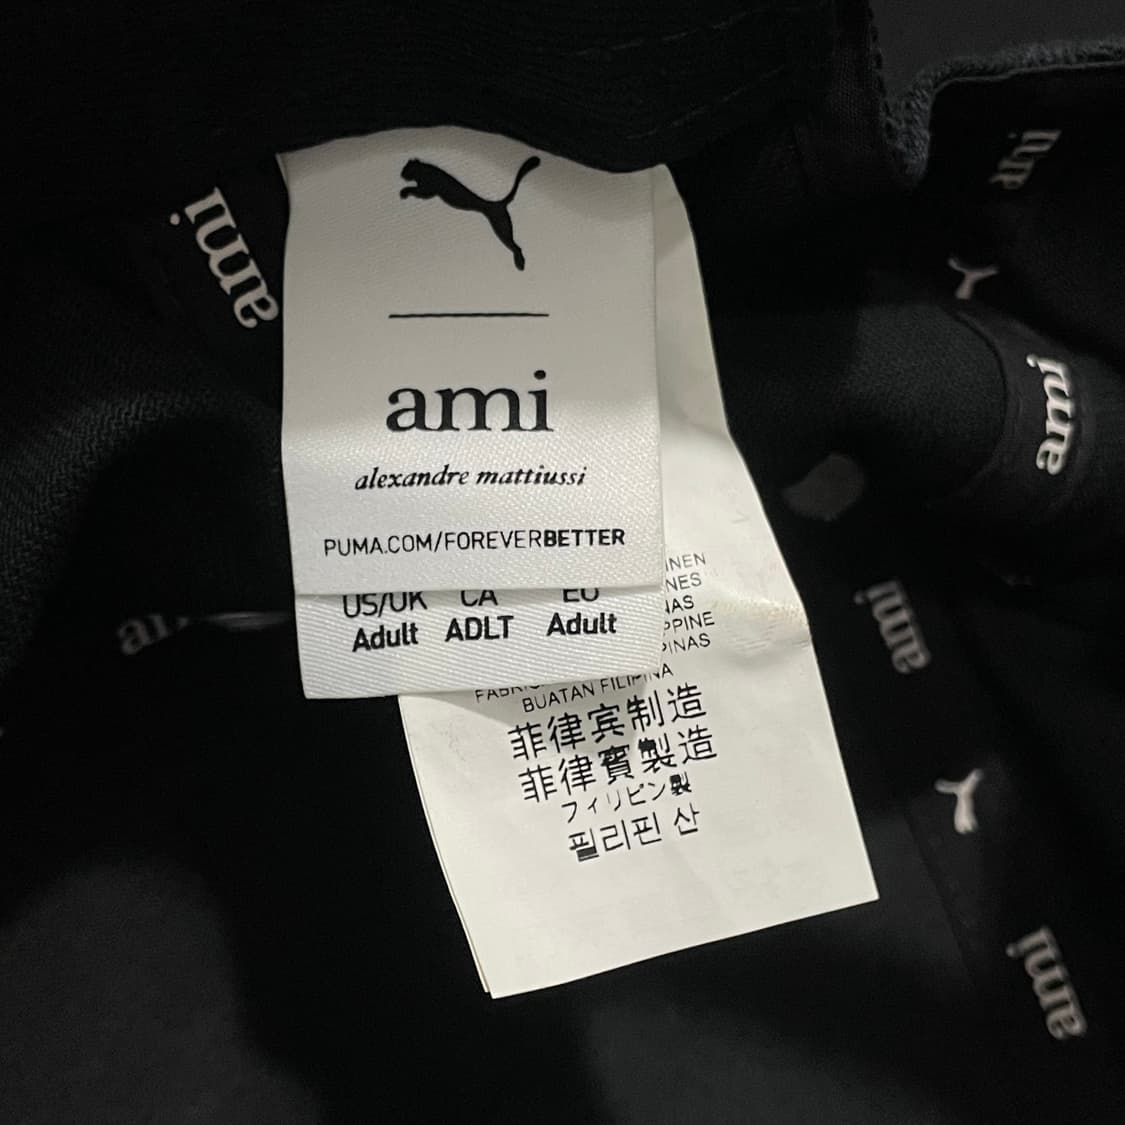 ami
alexandre mattiussi
PUMA.COM/FOREVERBETTER
US/UK CA EU
Adult ADLT Adult
BUATAN FILIPINA
菲律宾制造
菲律賓製造
フィリピン製
필리핀 산
ami
ami
ami
ami